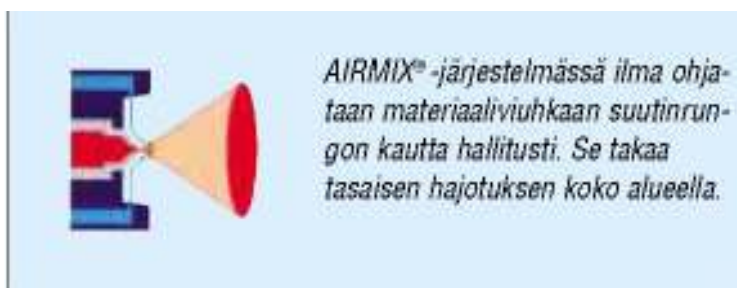 AIRMIX® -järjestelmässä ilma ohja-
taan materiaaliviuhkaan suutinrun-
gon kautta hallitusti. Se takaa
tasaisen hajotuksen koko alueella.